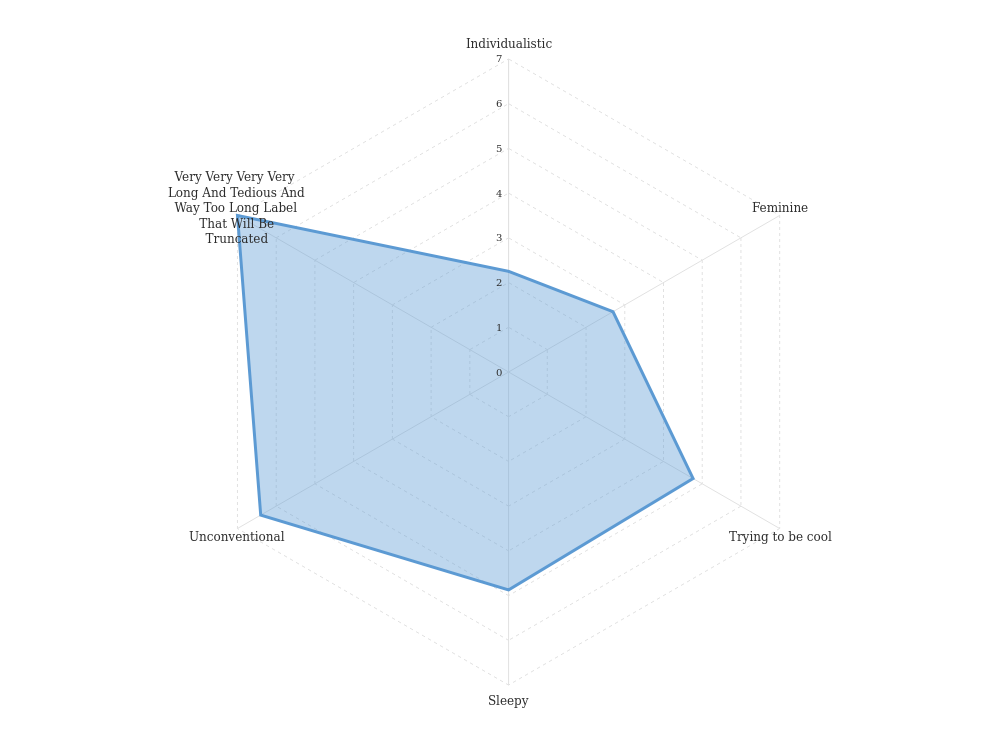 Individualistic
7
6
5
4
3
2
1
0
Feminine
Very Very Very Very
Long And Tedious And
Way Too Long Label
That Will Be
Truncated
Unconventional
Trying to be cool
Sleepy